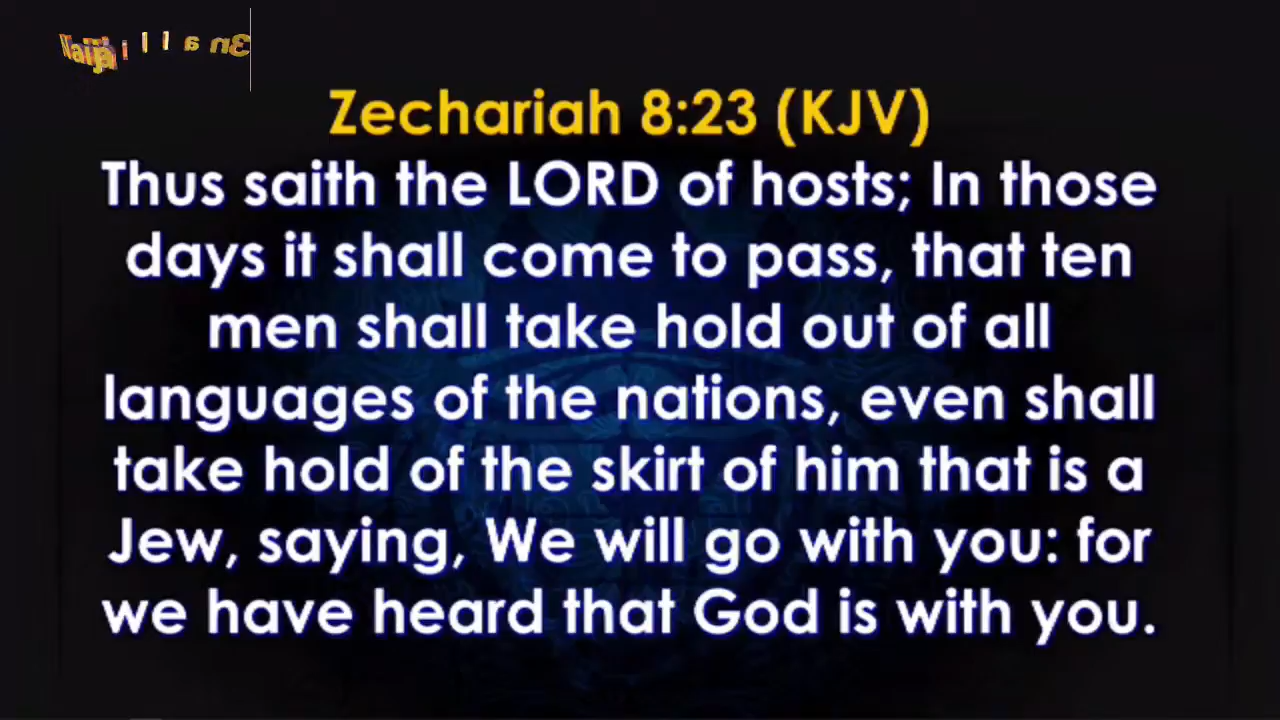 Zechariah 8:23 (KJV)
Thus saith the LORD of hosts; In those
days it shall come to pass, that ten
men shall take hold out of all
languages of the nations, even shall
take hold of the skirt of him that is a
Jew, saying, We will go with you: for
we have heard that God is with you.